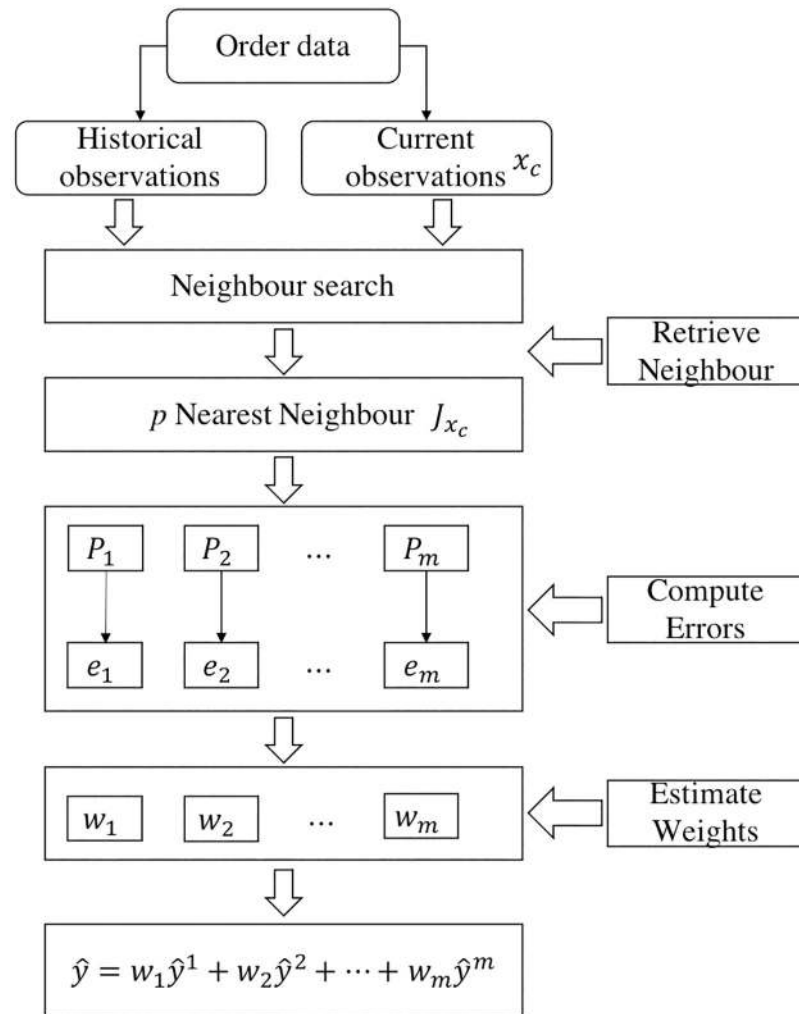 Order data
Historical
observations
Current
observations x_c
Neighbour search
Retrieve
Neighbour
p Nearest Neighbour J_{x_c}
P_1 P_2 ... P_m
Compute
Errors
e_1 e_2 ... e_m
w_1 w_2 ... w_m
Estimate
Weights
ŷ = w_1ŷ^1 + w_2ŷ^2 + ⋯ + w_mŷ^m